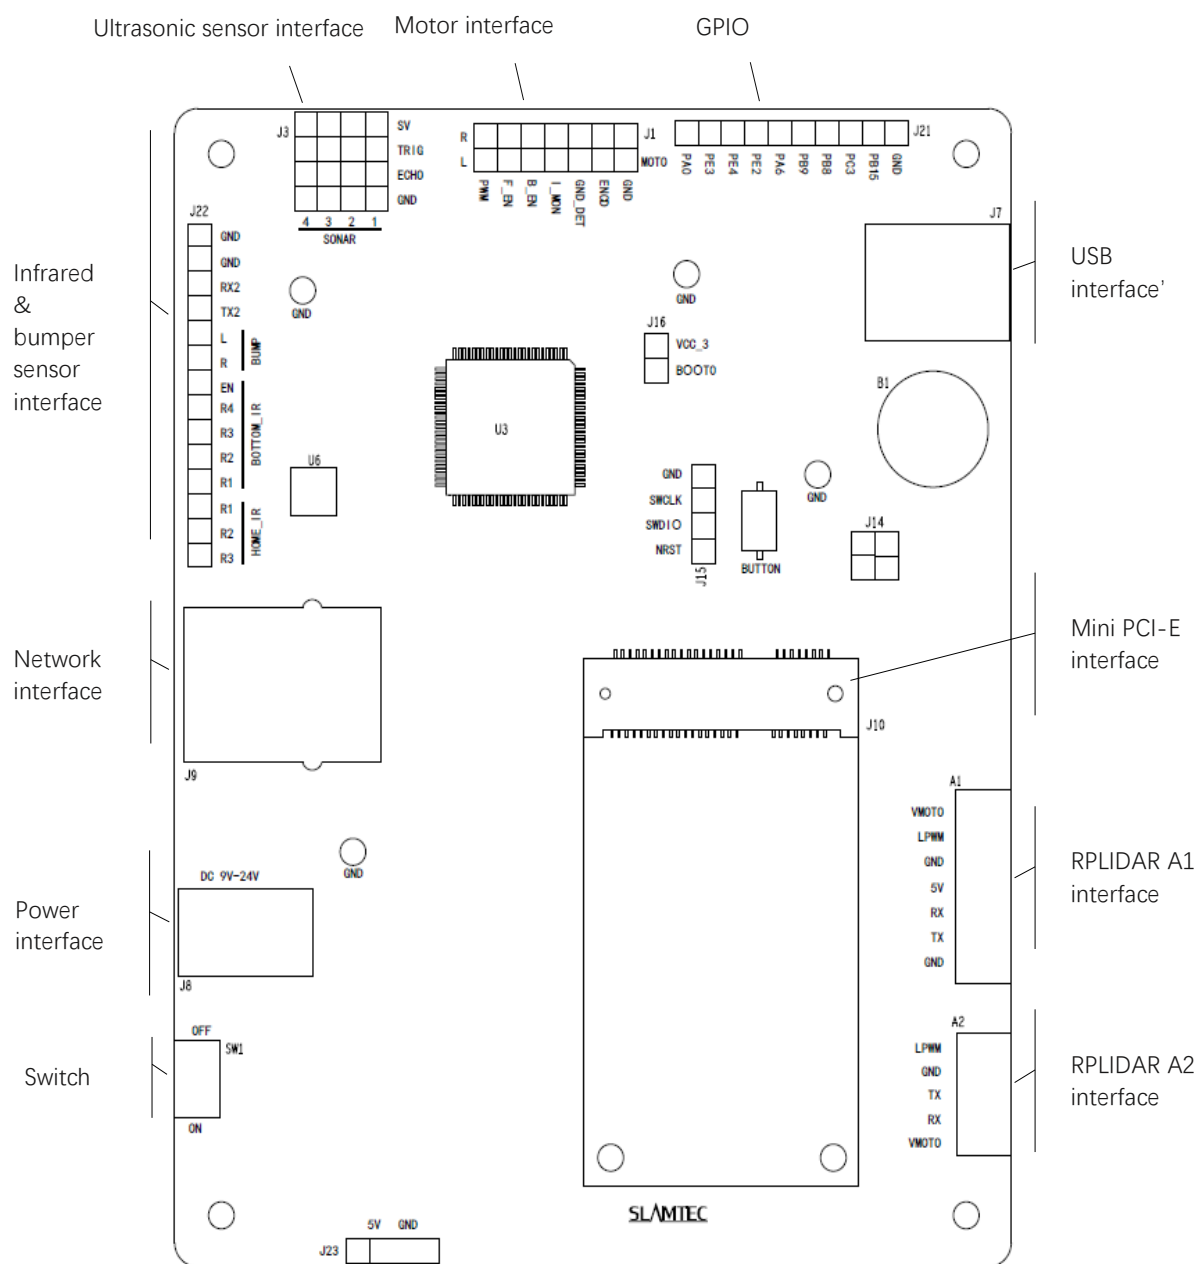 Ultrasonic sensor interface
Motor interface
GPIO
J3
5V
TRIG
ECHO
GND
4 3 2 1
SONAR
R
L
J1
MOTO
PWM
F_EN
B_EN
I_MON
GND_DET
ENCD
GND
J21
PA0
PE3
PE4
PE2
PA6
PB9
PB8
PC3
PB15
GND
J22
GND
GND
RX2
TX2
L
R
BUMP
EN
R4
R3
R2
R1
BOTTOM_IR
R1
R2
R3
HOME_IR
Infrared
&
bumper
sensor
interface
GND
GND
J7
USB
interface'
J16
VCC_3
BOOT0
B1
U3
U6
GND
SWCLK
SWDIO
NRST
J15
BUTTON
GND
J14
Network
interface
J9
Mini PCI-E
interface
J10
A1
VMOTO
LPWM
GND
5V
RX
TX
GND
RPLIDAR A1
interface
GND
DC 9V-24V
Power
interface
J8
OFF
SW1
Switch
ON
A2
LPWM
GND
TX
RX
VMOTO
RPLIDAR A2
interface
SLAMTEC
5V GND
J23